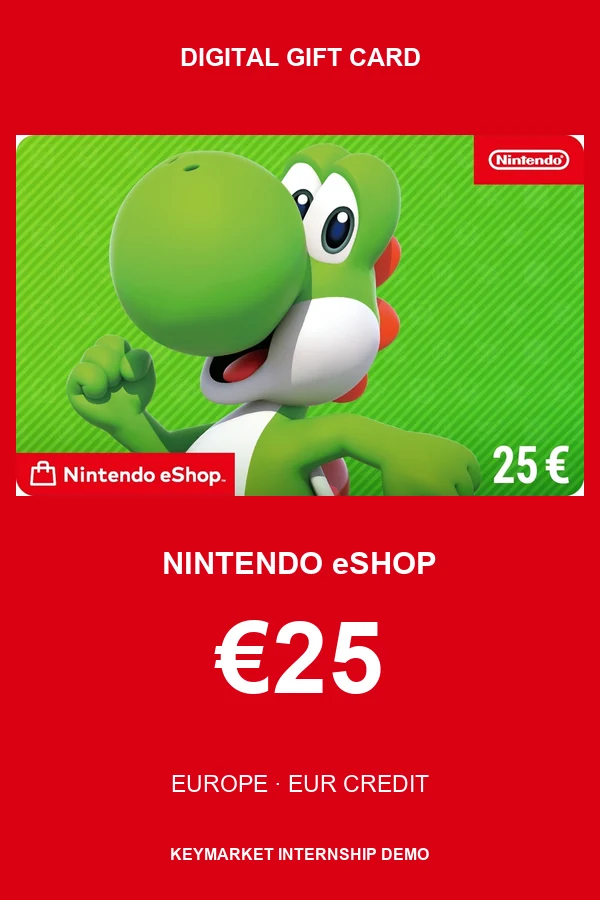 DIGITAL GIFT CARD
Nintendo
Nintendo eShop
25 €
NINTENDO eSHOP
€25
EUROPE · EUR CREDIT
KEYMARKET INTERNSHIP DEMO